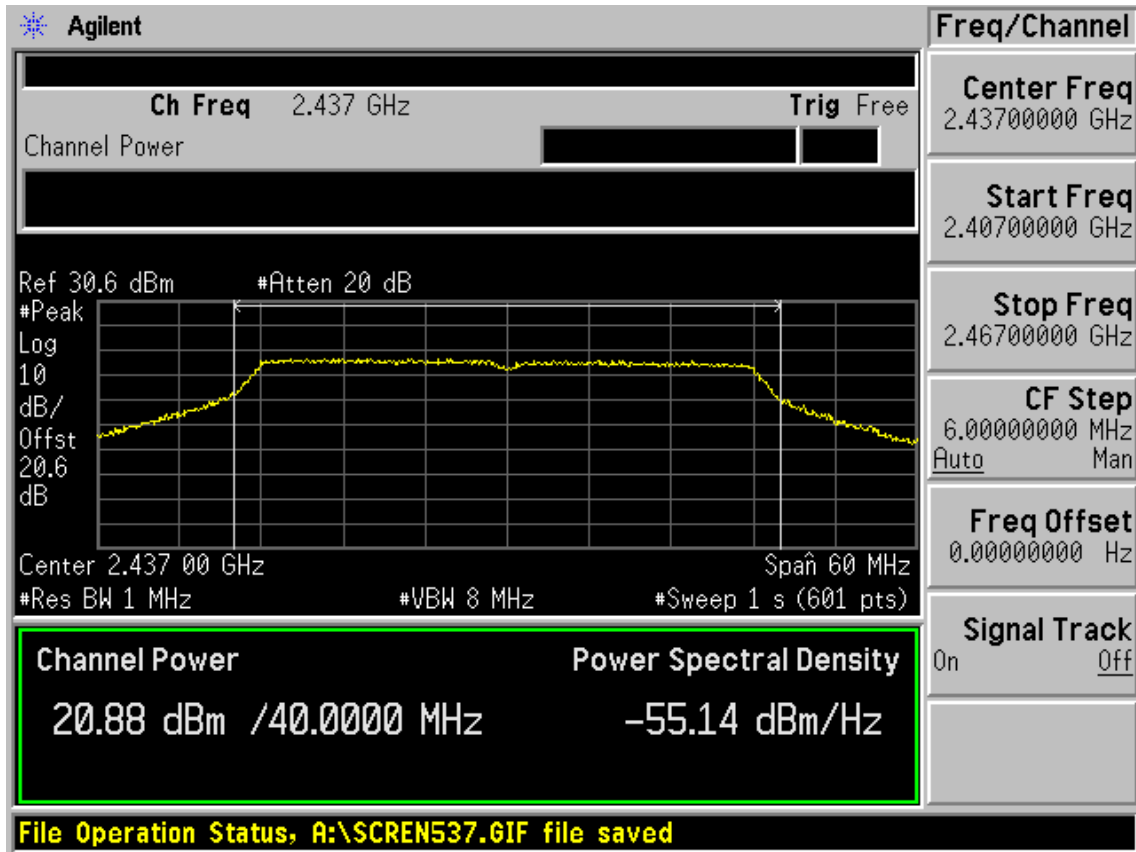 Agilent
Freq/Channel
Ch Freq 2.437 GHz Trig Free
Channel Power
Ref 30.6 dBm #Atten 20 dB
#Peak
Log
10
dB/
Offst
20.6
dB
Center 2.437 00 GHz Span 60 MHz
#Res BW 1 MHz #VBW 8 MHz #Sweep 1 s (601 pts)
Channel Power Power Spectral Density
20.88 dBm /40.0000 MHz -55.14 dBm/Hz
File Operation Status, A:\SCREN537.GIF file saved
Center Freq
2.43700000 GHz
Start Freq
2.40700000 GHz
Stop Freq
2.46700000 GHz
CF Step
6.00000000 MHz
Auto Man
Freq Offset
0.00000000 Hz
Signal Track
On Off